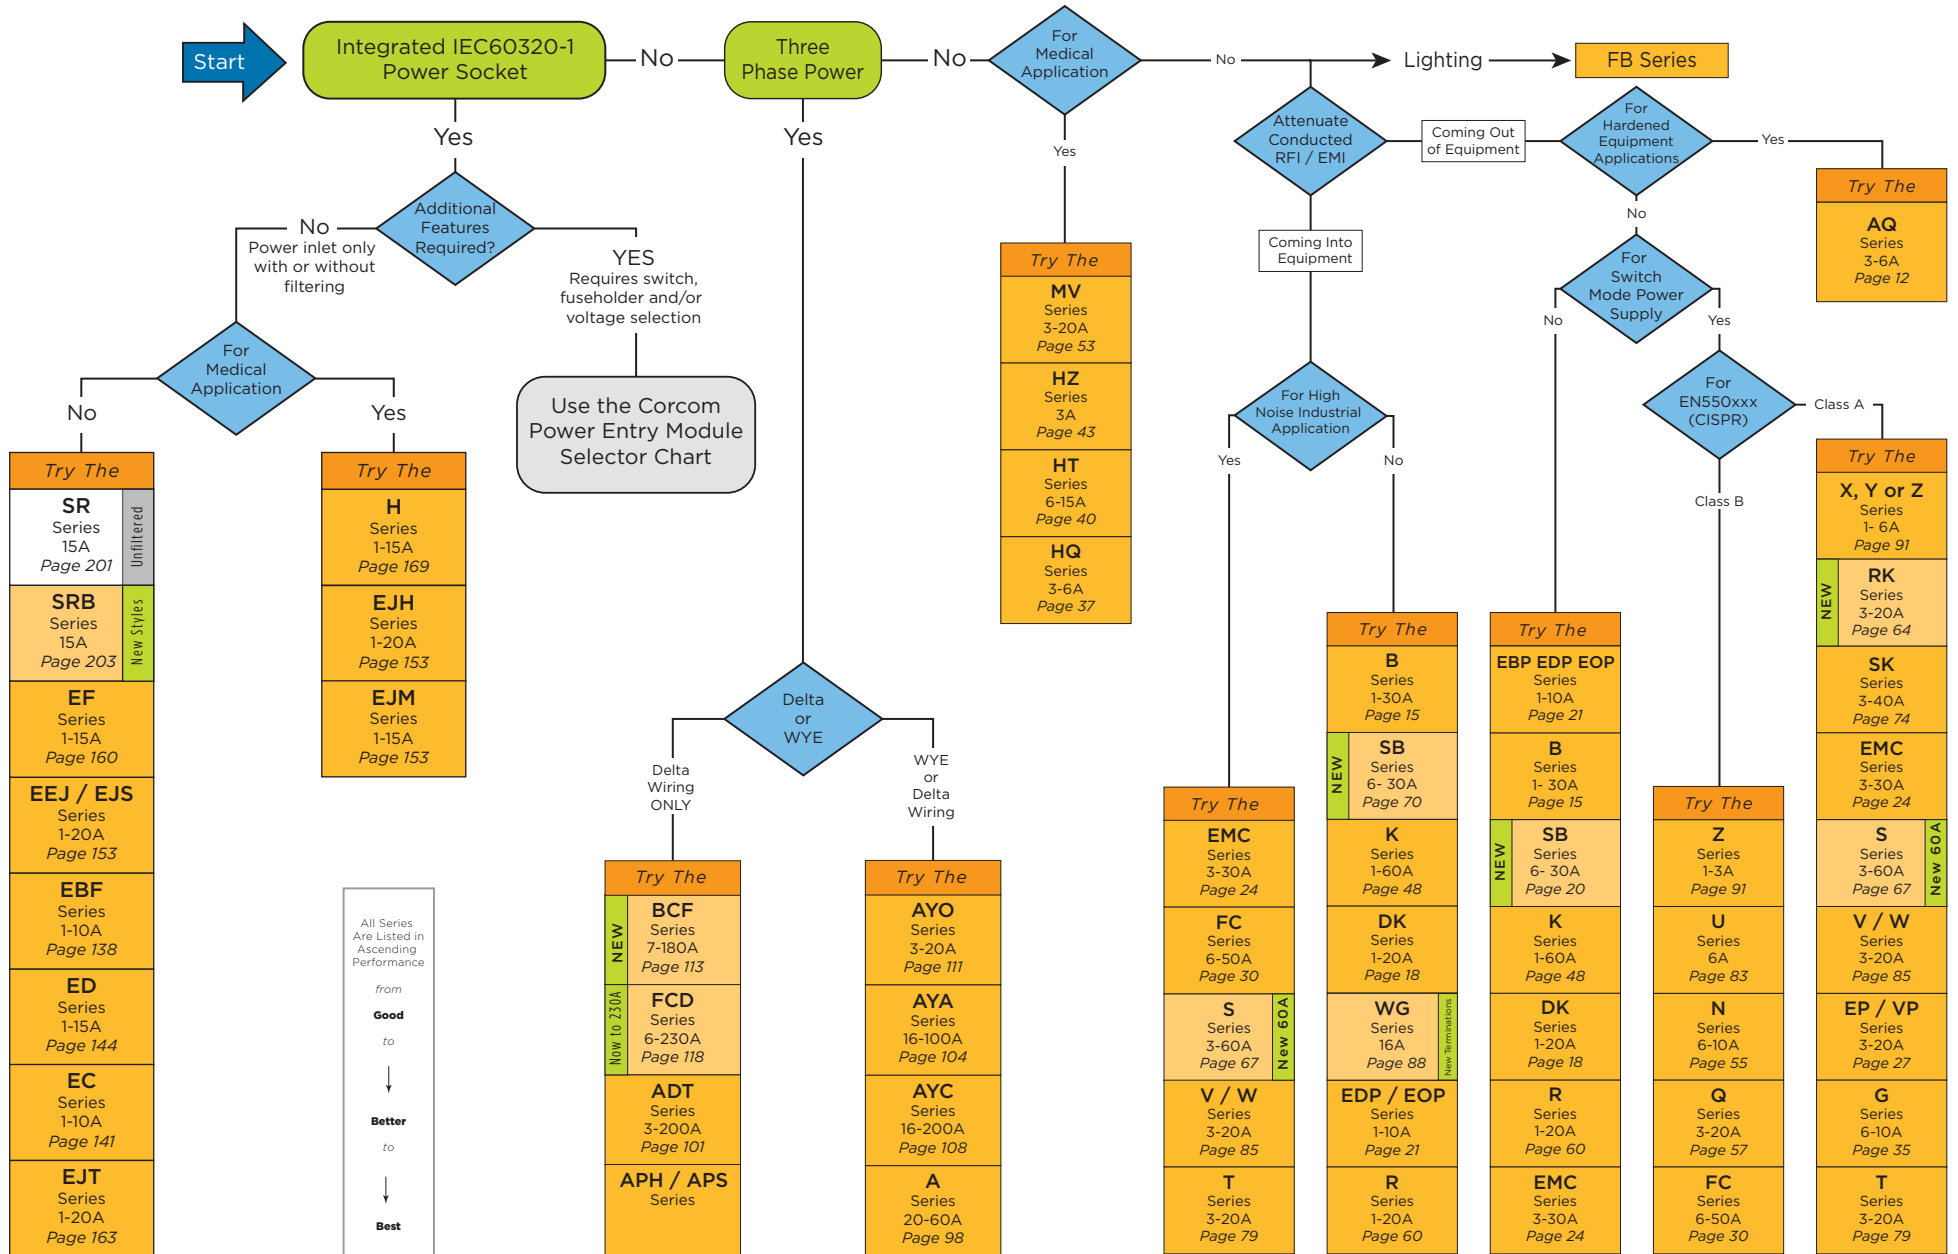 Start
Integrated IEC60320-1
Power Socket
No
Three
Phase Power
No
For
Medical
Application
No
Lighting
FB Series
Yes
Yes
Yes
Attenuate
Conducted
RFI / EMI
Coming Out
of Equipment
For
Hardened
Equipment
Applications
Yes
Try The
AQ
Series
3-6A
Page 12
Additional
Features
Required?
No
Power inlet only
with or without
filtering
YES
Requires switch,
fuseholder and/or
voltage selection
Use the Corcom
Power Entry Module
Selector Chart
For
Medical
Application
No
Yes
Try The
SR
Series
15A
Page 201
Unfiltered
SRB
Series
15A
Page 203
New Styles
EF
Series
1-15A
Page 160
EEJ / EJS
Series
1-20A
Page 153
EBF
Series
1-10A
Page 138
ED
Series
1-15A
Page 144
EC
Series
1-10A
Page 141
EJT
Series
1-20A
Page 163
Try The
H
Series
1-15A
Page 169
EJH
Series
1-20A
Page 153
EJM
Series
1-15A
Page 153
All Series
Are Listed in
Ascending
Performance
from
Good
to
Better
to
Best
Delta
or
WYE
Delta
Wiring
ONLY
WYE
or
Delta
Wiring
Try The
NEW
BCF
Series
7-180A
Page 113
Now to 230A
FCD
Series
6-230A
Page 118
ADT
Series
3-200A
Page 101
APH / APS
Series
Try The
AYO
Series
3-20A
Page 111
AYA
Series
16-100A
Page 104
AYC
Series
16-200A
Page 108
A
Series
20-60A
Page 98
Try The
MV
Series
3-20A
Page 53
HZ
Series
3A
Page 43
HT
Series
6-15A
Page 40
HQ
Series
3-6A
Page 37
Coming Into
Equipment
For High
Noise Industrial
Application
Yes
No
Try The
EMC
Series
3-30A
Page 24
FC
Series
6-50A
Page 30
S
Series
3-60A
Page 67
New 60A
V / W
Series
3-20A
Page 85
T
Series
3-20A
Page 79
Try The
B
Series
1-30A
Page 15
NEW
SB
Series
6- 30A
Page 70
K
Series
1-60A
Page 48
DK
Series
1-20A
Page 18
WG
Series
16A
Page 88
New Terminations
EDP / EOP
Series
1-10A
Page 21
R
Series
1-20A
Page 60
No
For
Switch
Mode Power
Supply
No
Yes
Try The
EBP EDP EOP
Series
1-10A
Page 21
B
Series
1- 30A
Page 15
NEW
SB
Series
6- 30A
Page 20
K
Series
1-60A
Page 48
DK
Series
1-20A
Page 18
R
Series
1-20A
Page 60
EMC
Series
3-30A
Page 24
For
EN550xxx
(CISPR)
Class A
Class B
Try The
Z
Series
1-3A
Page 91
U
Series
6A
Page 83
N
Series
6-10A
Page 55
Q
Series
3-20A
Page 57
FC
Series
6-50A
Page 30
Try The
X, Y or Z
Series
1- 6A
Page 91
NEW
RK
Series
3-20A
Page 64
SK
Series
3-40A
Page 74
EMC
Series
3-30A
Page 24
S
Series
3-60A
Page 67
New 60A
V / W
Series
3-20A
Page 85
EP / VP
Series
3-20A
Page 27
G
Series
6-10A
Page 35
T
Series
3-20A
Page 79